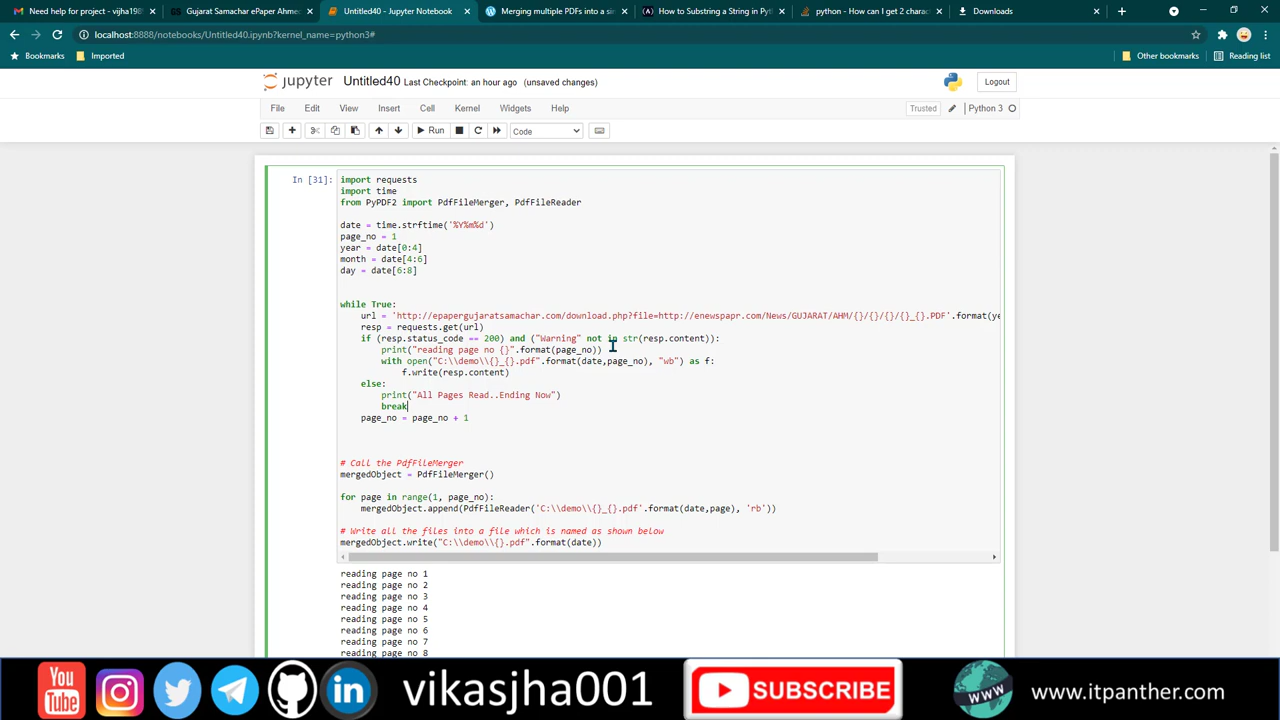 Need help for project - vijha198
Gujarat Samachar ePaper Ahmed
Untitled40 - Jupyter Notebook
Merging multiple PDFs into a si
How to Substring a String in Pyt
python - How can I get 2 charac
Downloads
localhost:8888/notebooks/Untitled40.ipynb?kernel_name=python3#
Bookmarks Imported Other bookmarks Reading list
jupyter Untitled40 Last Checkpoint: an hour ago (unsaved changes) Logout
File Edit View Insert Cell Kernel Widgets Help Trusted Python 3
Run Code
In [31]: import requests
import time
from PyPDF2 import PdfFileMerger, PdfFileReader
date = time.strftime('%Y%m%d')
page_no = 1
year = date[0:4]
month = date[4:6]
day = date[6:8]
while True:
url = 'http://epapergujaratsamachar.com/download.php?file=http://enewspapr.com/News/GUJARAT/AHM/{}/{}/{}/{}_{}.PDF'.format(ye
resp = requests.get(url)
if (resp.status_code == 200) and ("Warning" not in str(resp.content)):
print("reading page no {}".format(page_no))
with open("C:\\demo\\{}_{}.pdf".format(date,page_no), "wb") as f:
f.write(resp.content)
else:
print("All Pages Read..Ending Now")
break
page_no = page_no + 1
# Call the PdfFileMerger
mergedObject = PdfFileMerger()
for page in range(1, page_no):
mergedObject.append(PdfFileReader('C:\\demo\\{}_{}.pdf'.format(date,page), 'rb'))
# Write all the files into a file which is named as shown below
mergedObject.write("C:\\demo\\{}.pdf".format(date))
reading page no 1
reading page no 2
reading page no 3
reading page no 4
reading page no 5
reading page no 6
reading page no 7
reading page no 8
You Tube in vikasjha001 SUBSCRIBE WWW www.itpanther.com